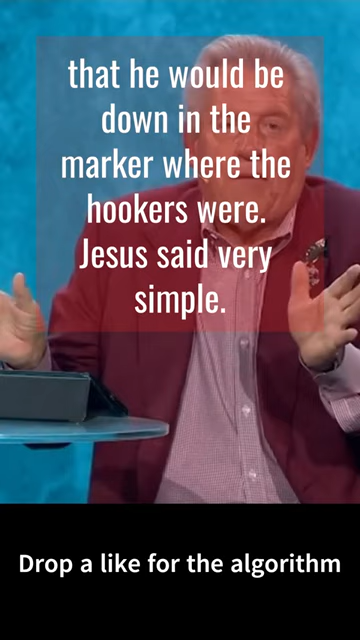 that he would be
down in the
marker where the
hookers were.
Jesus said very
simple.
Drop a like for the algorithm